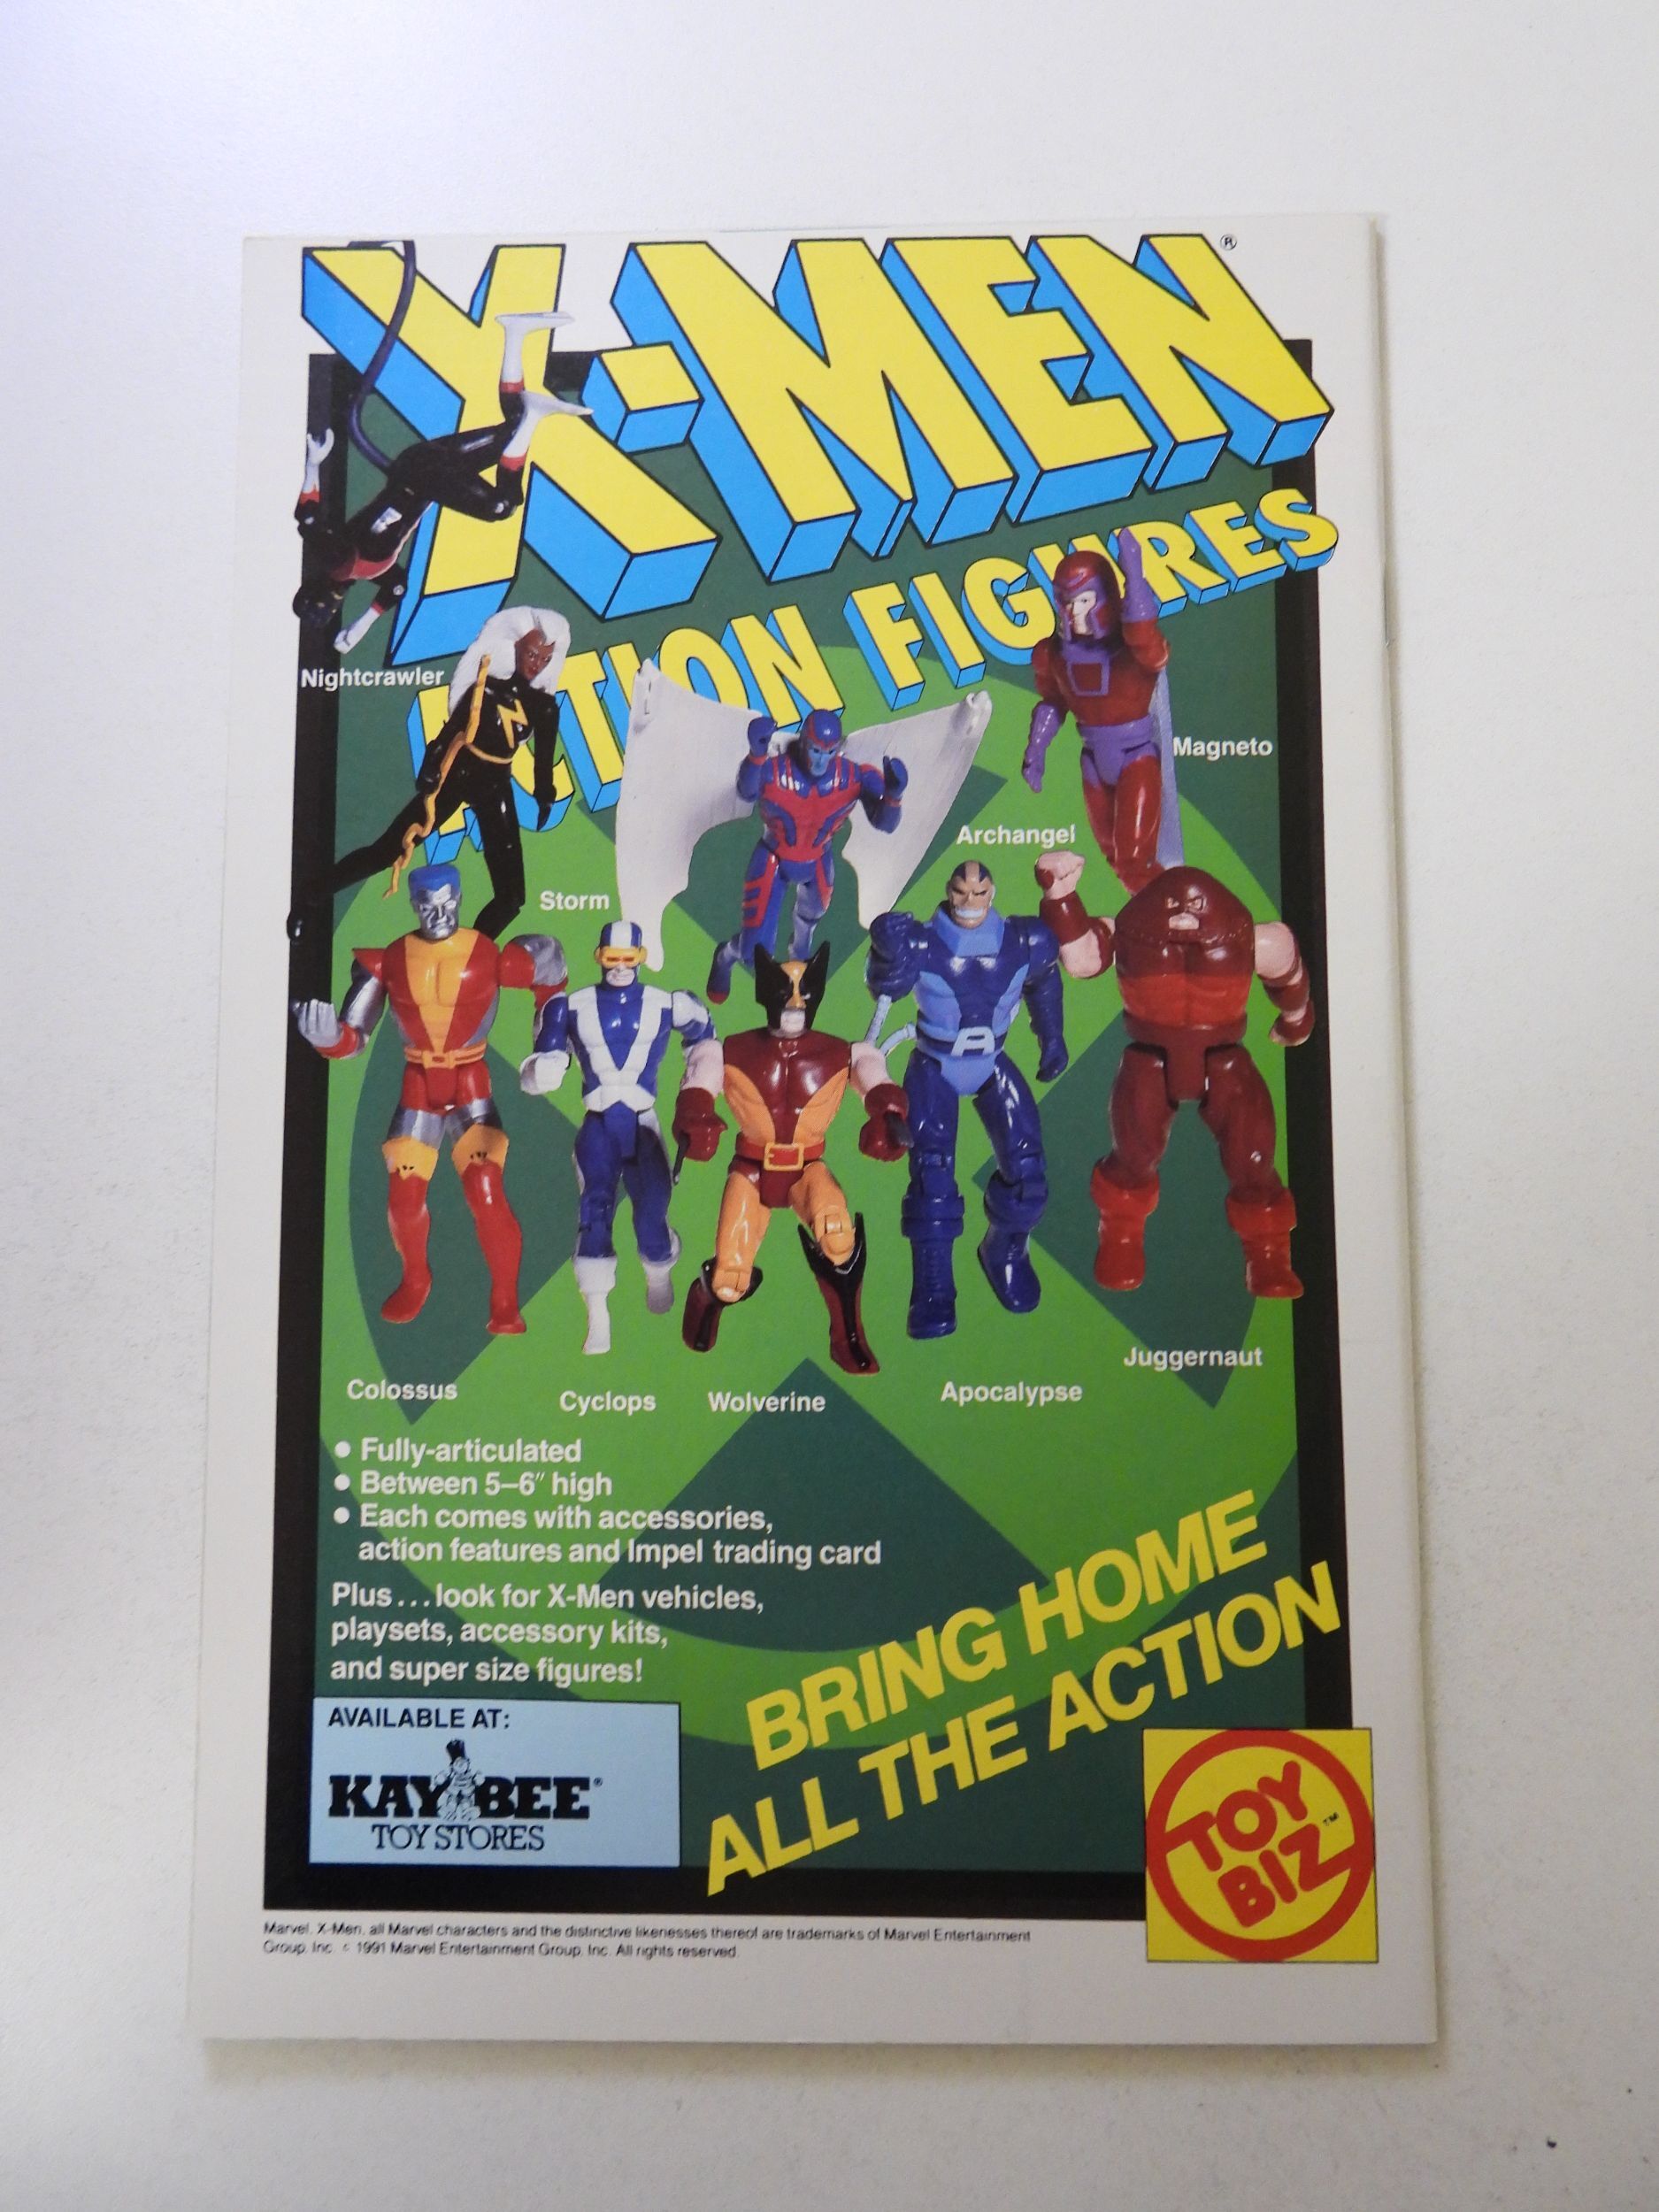 X-MEN®
ACTION FIGURES
Nightcrawler
Magneto
Archangel
Storm
Juggernaut
Colossus
Cyclops
Wolverine
Apocalypse
• Fully-articulated
• Between 5–6″ high
• Each comes with accessories,
action features and Impel trading card
Plus...look for X-Men vehicles,
playsets, accessory kits,
and super size figures!
BRING HOME
ALL THE ACTION
AVAILABLE AT:
KAY BEE®
TOY STORES
TOY
BIZ™
Marvel, X-Men, all Marvel characters and the distinctive likenesses thereof are trademarks of Marvel Entertainment
Group, Inc. © 1991 Marvel Entertainment Group, Inc. All rights reserved.